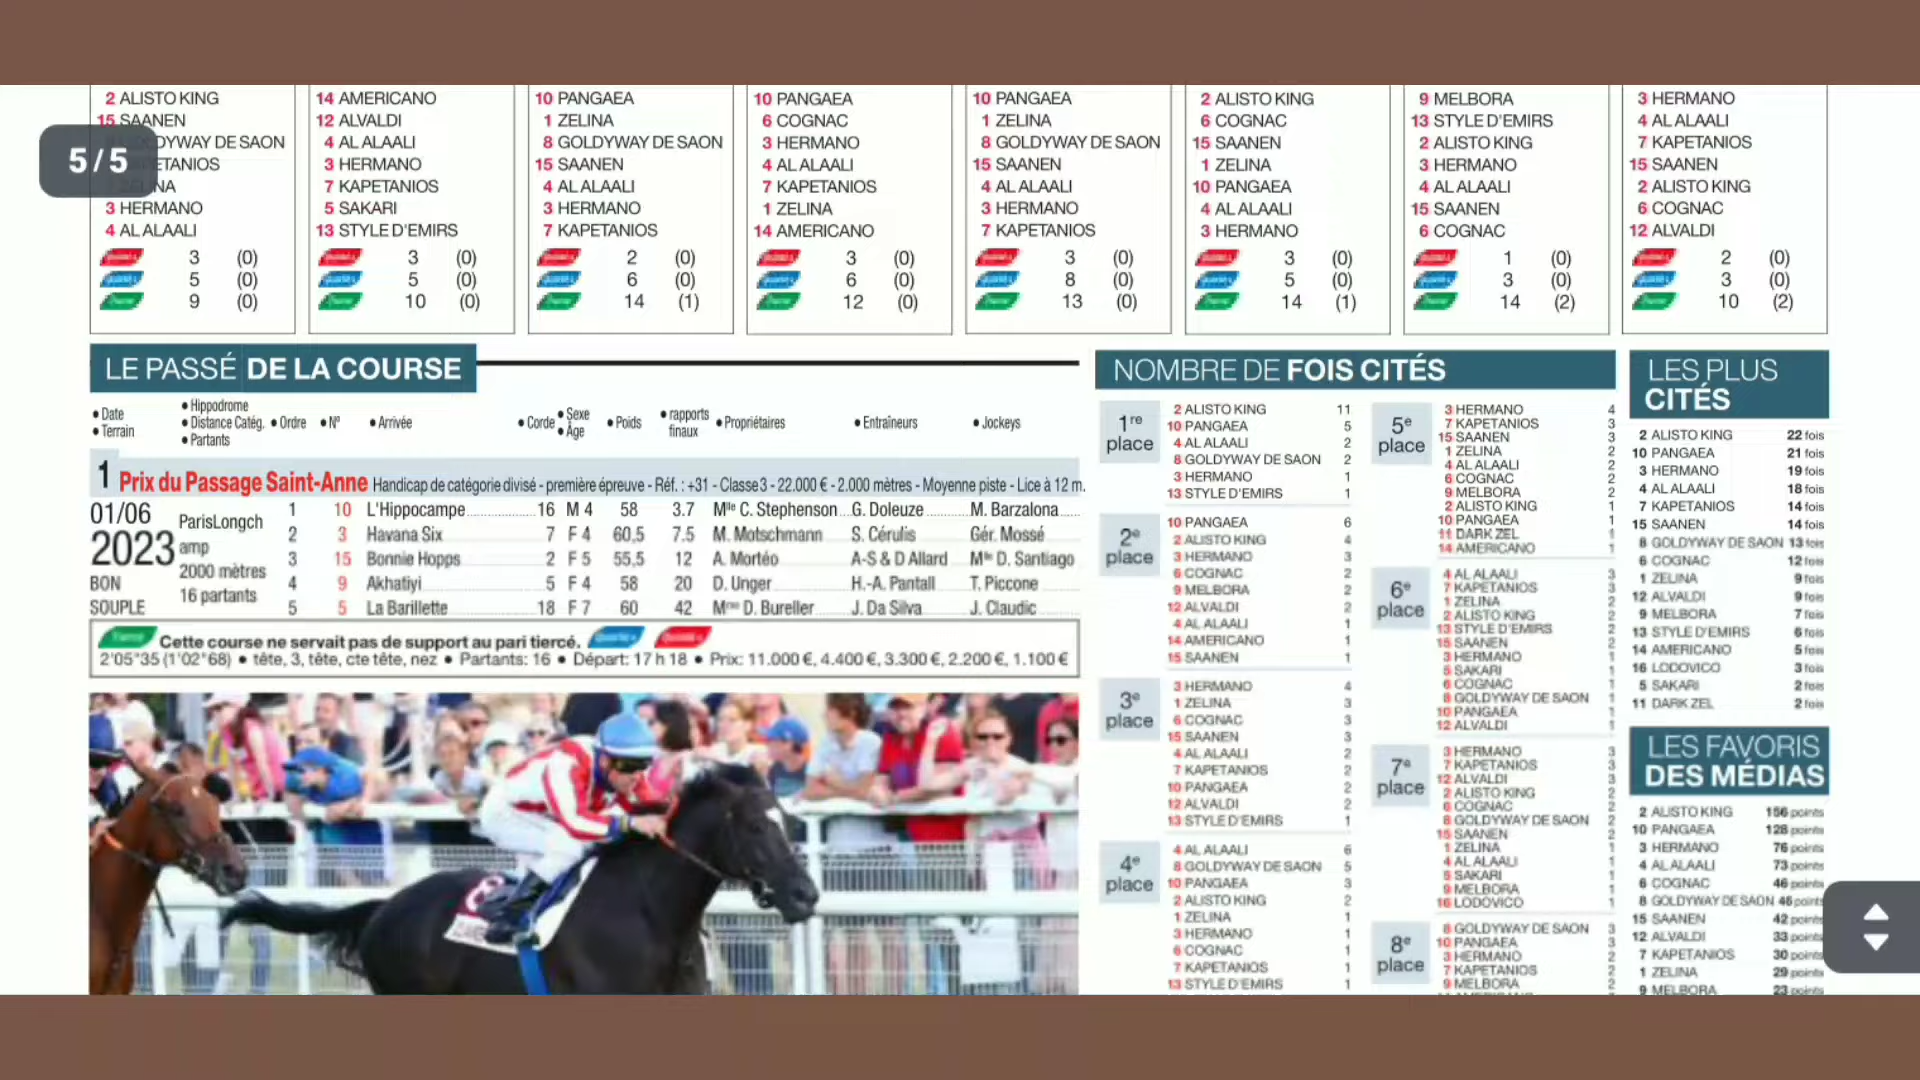 2 ALISTO KING
15 SAANEN
DYWAY DE SAON
ETANIOS
3 HERMANO
4 AL ALAALI
3 (0)
5 (0)
9 (0)
14 AMERICANO
12 ALVALDI
4 AL ALAALI
3 HERMANO
7 KAPETANIOS
5 SAKARI
13 STYLE D'EMIRS
3 (0)
5 (0)
10 (0)
10 PANGAEA
1 ZELINA
8 GOLDYWAY DE SAON
15 SAANEN
4 AL ALAALI
3 HERMANO
7 KAPETANIOS
2 (0)
6 (0)
14 (1)
10 PANGAEA
6 COGNAC
3 HERMANO
4 AL ALAALI
7 KAPETANIOS
1 ZELINA
14 AMERICANO
3 (0)
6 (0)
12 (0)
10 PANGAEA
1 ZELINA
8 GOLDYWAY DE SAON
15 SAANEN
4 AL ALAALI
3 HERMANO
7 KAPETANIOS
3 (0)
8 (0)
13 (0)
2 ALISTO KING
6 COGNAC
15 SAANEN
1 ZELINA
10 PANGAEA
4 AL ALAALI
3 HERMANO
3 (0)
5 (0)
14 (1)
9 MELBORA
13 STYLE D'EMIRS
2 ALISTO KING
3 HERMANO
4 AL ALAALI
15 SAANEN
6 COGNAC
1 (0)
3 (0)
14 (2)
3 HERMANO
4 AL ALAALI
7 KAPETANIOS
15 SAANEN
2 ALISTO KING
6 COGNAC
12 ALVALDI
2 (0)
3 (0)
10 (2)
5/5
LE PASSÉ DE LA COURSE
• Date
• Terrain
• Hippodrome
• Distance Catég.
• Partants
• Ordre • N° • Arrivée • Corde • Sexe • Âge • Poids • rapports finaux • Propriétaires • Entraîneurs • Jockeys
1 Prix du Passage Saint-Anne Handicap de catégorie divisé - première épreuve - Réf. : +31 - Classe 3 - 22.000 € - 2.000 mètres - Moyenne piste - Lice à 12 m.
01/06
2023
BON
SOUPLE
ParisLongch
amp
2000 mètres
16 partants
1 10 L'Hippocampe 16 M 4 58 3.7 Mlle C. Stephenson G. Doleuze M. Barzalona
2 3 Havana Six 7 F 4 60,5 7.5 M. Motschmann S. Cérulis Gér. Mossé
3 15 Bonnie Hopps 2 F 5 55,5 12 A. Mortéo A-S & D Allard Mlle D. Santiago
4 9 Akhatiyi 5 F 4 58 20 D. Unger H.-A. Pantall T. Piccone
5 5 La Barillette 18 F 7 60 42 Mme D. Bureller J. Da Silva J. Claudic
Cette course ne servait pas de support au pari tiercé.
2'05"35 (1'02"68) • tête, 3, tête, cte tête, nez • Partants: 16 • Départ: 17 h 18 • Prix: 11.000 €, 4.400 €, 3.300 €, 2.200 €, 1.100 €
NOMBRE DE FOIS CITÉS
1re place
2 ALISTO KING 11
10 PANGAEA 5
4 AL ALAALI 2
8 GOLDYWAY DE SAON 2
3 HERMANO 1
13 STYLE D'EMIRS 1
2e place
10 PANGAEA 6
2 ALISTO KING 4
3 HERMANO 3
6 COGNAC 2
9 MELBORA 2
12 ALVALDI 2
4 AL ALAALI 1
14 AMERICANO 1
15 SAANEN 1
3e place
3 HERMANO 4
1 ZELINA 3
6 COGNAC 3
15 SAANEN 3
4 AL ALAALI 2
7 KAPETANIOS 2
10 PANGAEA 2
12 ALVALDI 2
13 STYLE D'EMIRS 1
4e place
4 AL ALAALI 6
8 GOLDYWAY DE SAON 5
10 PANGAEA 3
2 ALISTO KING 2
1 ZELINA 1
3 HERMANO 1
6 COGNAC 1
7 KAPETANIOS 1
13 STYLE D'EMIRS 1
5e place
3 HERMANO 4
7 KAPETANIOS 3
15 SAANEN 3
1 ZELINA 2
4 AL ALAALI 2
6 COGNAC 2
9 MELBORA 2
2 ALISTO KING 1
10 PANGAEA 1
11 DARK ZEL 1
14 AMERICANO 1
6e place
4 AL ALAALI 3
7 KAPETANIOS 3
1 ZELINA 2
2 ALISTO KING 2
13 STYLE D'EMIRS 2
15 SAANEN 2
3 HERMANO 1
5 SAKARI 1
6 COGNAC 1
8 GOLDYWAY DE SAON 1
10 PANGAEA 1
12 ALVALDI 1
7e place
3 HERMANO 3
7 KAPETANIOS 3
12 ALVALDI 3
2 ALISTO KING 2
6 COGNAC 2
8 GOLDYWAY DE SAON 2
15 SAANEN 2
1 ZELINA 1
4 AL ALAALI 1
5 SAKARI 1
9 MELBORA 1
16 LODOVICO 1
8e place
8 GOLDYWAY DE SAON 3
10 PANGAEA 3
3 HERMANO 2
7 KAPETANIOS 2
9 MELBORA 2
LES PLUS CITÉS
2 ALISTO KING 22 fois
10 PANGAEA 21 fois
3 HERMANO 19 fois
4 AL ALAALI 18 fois
7 KAPETANIOS 14 fois
15 SAANEN 14 fois
8 GOLDYWAY DE SAON 13 fois
6 COGNAC 12 fois
1 ZELINA 9 fois
12 ALVALDI 9 fois
9 MELBORA 7 fois
13 STYLE D'EMIRS 6 fois
14 AMERICANO 5 fois
16 LODOVICO 3 fois
5 SAKARI 2 fois
11 DARK ZEL 2 fois
LES FAVORIS DES MÉDIAS
2 ALISTO KING 156 points
10 PANGAEA 128 points
3 HERMANO 76 points
4 AL ALAALI 73 points
6 COGNAC 46 points
8 GOLDYWAY DE SAON 46 points
15 SAANEN 42 points
12 ALVALDI 33 points
7 KAPETANIOS 30 points
1 ZELINA 29 points
9 MELBORA 23 points